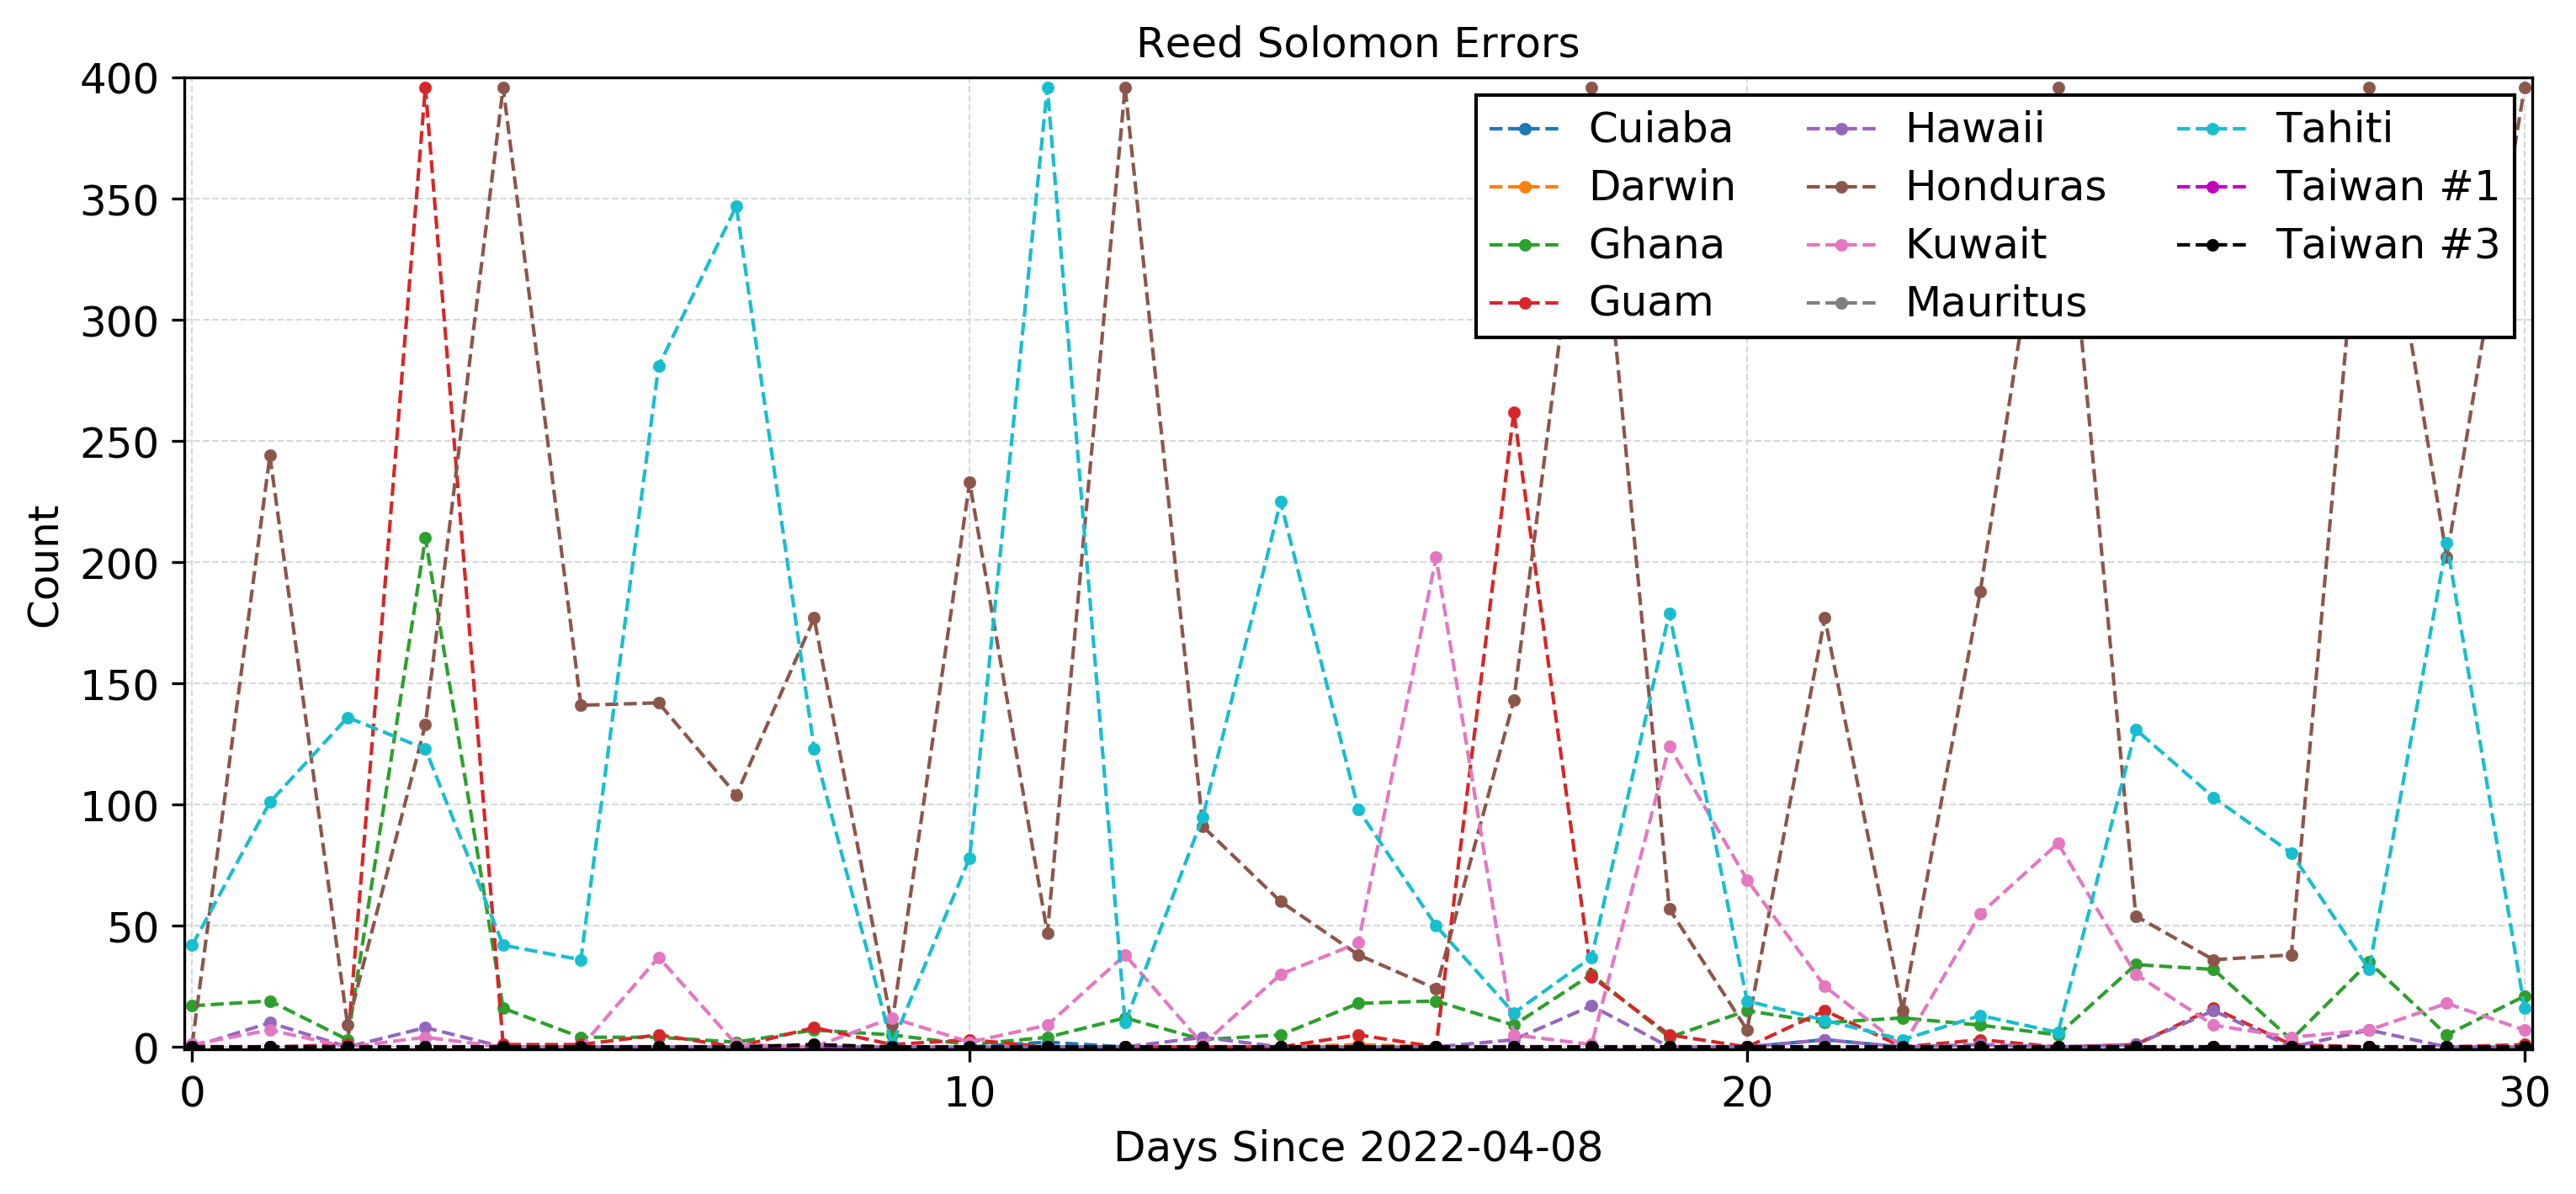 Reed Solomon Errors
400
350
300
250
200
150
100
50
0
Count
Cuiaba
Darwin
Ghana
Guam
Hawaii
Honduras
Kuwait
Mauritus
Tahiti
Taiwan #1
Taiwan #3
0 10 20 30
Days Since 2022-04-08